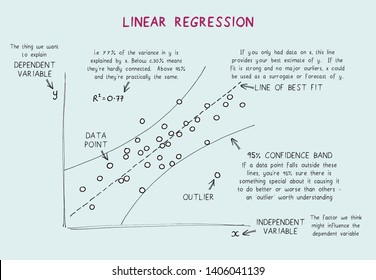 LINEAR REGRESSION
The thing we want
to explain
DEPENDENT
VARIABLE
y
i.e 77% of the variance in y is
explained by x. Below c.30% means
they're hardly connected. Above 95%
and they're practically the same.
R²=0.77
If you only had data on x, this line
provides your best estimate of y. If the
fit is strong and no major outliers, x could
be used as a surrogate or forecast of y.
LINE OF BEST FIT
DATA
POINT
95% CONFIDENCE BAND
If a data point falls outside these
lines, you're 95% sure there is
something special about it causing it
to do better or worse than others -
an 'outlier' worth understanding
OUTLIER
x
INDEPENDENT
VARIABLE
The factor we think
might influence the
dependent variable
shutterstock.com · 1406041139